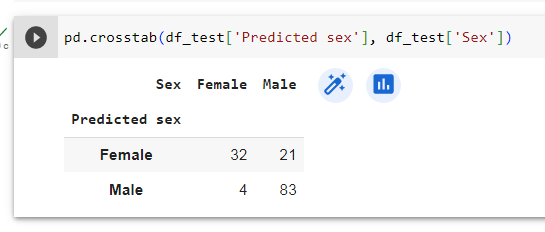 pd.crosstab(df_test['Predicted sex'], df_test['Sex'])
Sex Female Male
Predicted sex
Female 32 21
Male 4 83